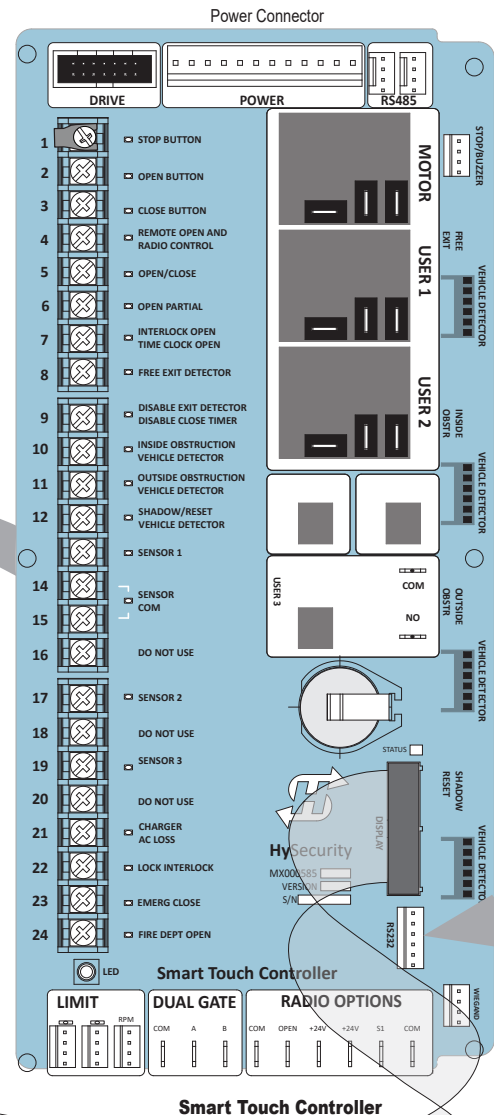 Power Connector
DRIVE
POWER
RS485
1 STOP BUTTON
2 OPEN BUTTON
3 CLOSE BUTTON
4 REMOTE OPEN AND
RADIO CONTROL
5 OPEN/CLOSE
6 OPEN PARTIAL
7 INTERLOCK OPEN
TIME CLOCK OPEN
8 FREE EXIT DETECTOR
9 DISABLE EXIT DETECTOR
DISABLE CLOSE TIMER
10 INSIDE OBSTRUCTION
VEHICLE DETECTOR
11 OUTSIDE OBSTRUCTION
VEHICLE DETECTOR
12 SHADOW/RESET
VEHICLE DETECTOR
SENSOR 1
14
15
SENSOR
COM
16 DO NOT USE
17 SENSOR 2
18 DO NOT USE
19 SENSOR 3
20 DO NOT USE
21 CHARGER
AC LOSS
22 LOCK INTERLOCK
23 EMERG CLOSE
24 FIRE DEPT OPEN
LED
MOTOR
USER 1
USER 2
USER 3
COM
NO
STOP/BUZZER
FREE
EXIT
VEHICLE DETECTOR
INSIDE
OBSTR
VEHICLE DETECTOR
OUTSIDE
OBSTR
VEHICLE DETECTOR
SHADOW
RESET
VEHICLE DETECTO
STATUS
DISPLAY
HySecurity
MX000585
VERSION
S/N
RS232
WIEGAND
Smart Touch Controller
LIMIT
RPM
DUAL GATE
COM A B
RADIO OPTIONS
COM OPEN +24V +24V S1 COM
Smart Touch Controller